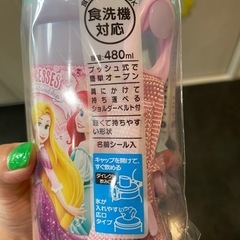 食洗機
対応
容量:480ml
プッシュ式で
簡単オープン
肩にかけて
持ち運べる
ショルダーベルト付
軽くて持ちやすい形状
名前シール入
キャップを開けて、
すぐ飲める
氷が
入れやすい
広口
タイプ